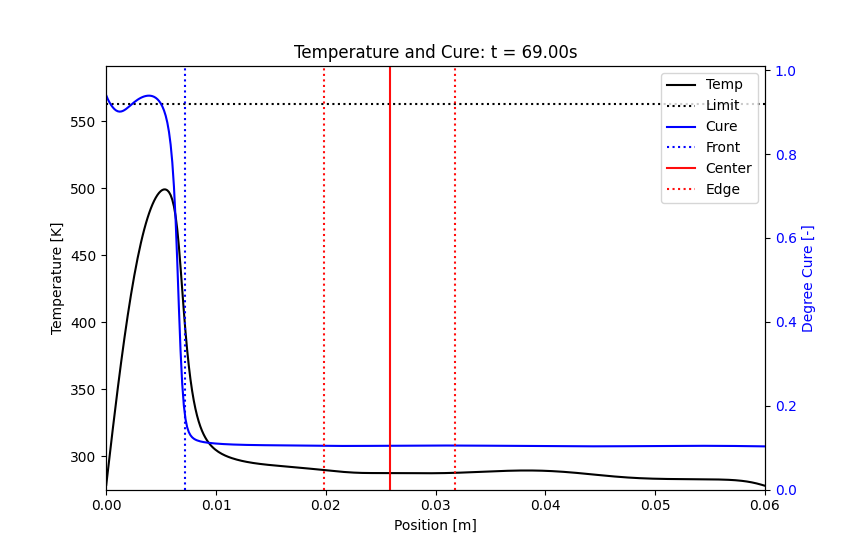 Temperature and Cure: t = 69.00s
Temperature [K]
550
500
450
400
350
300
1.0
0.8
0.6
0.4
0.2
0.0
Degree Cure [-]
Temp
Limit
Cure
Front
Center
Edge
0.00 0.01 0.02 0.03 0.04 0.05 0.06
Position [m]